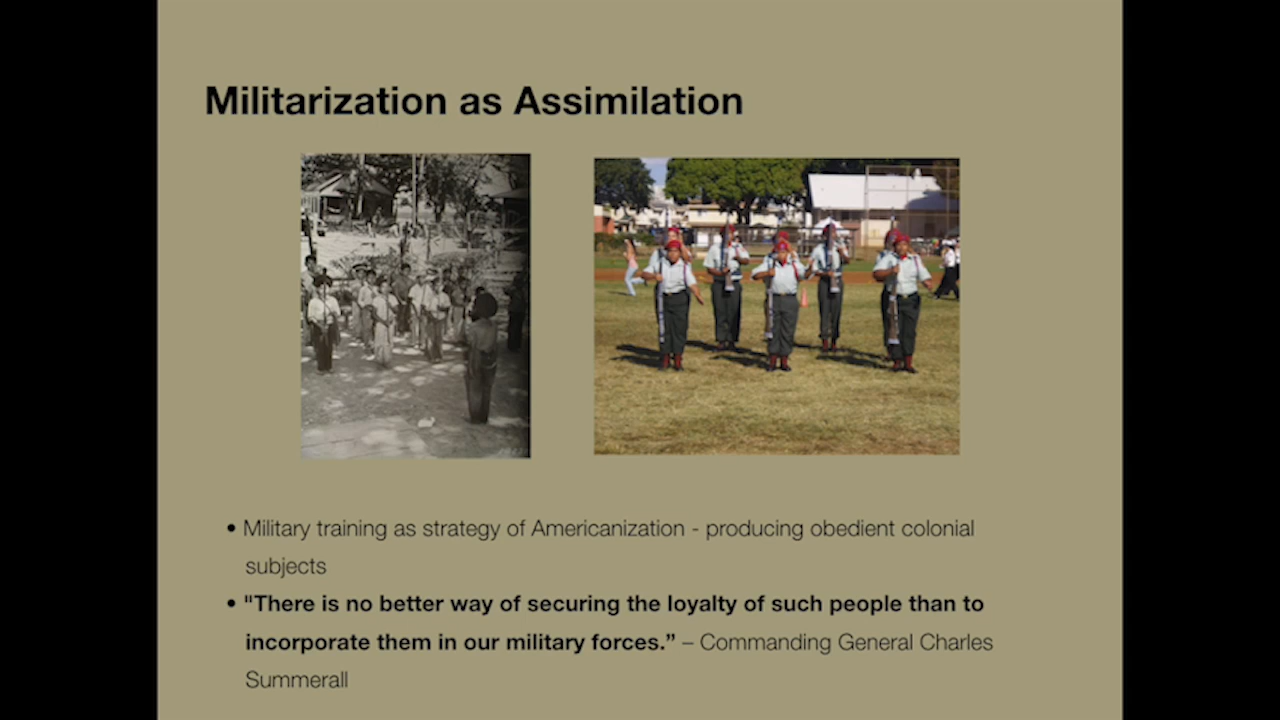 Militarization as Assimilation
• Military training as strategy of Americanization - producing obedient colonial
subjects
• "There is no better way of securing the loyalty of such people than to
incorporate them in our military forces.” – Commanding General Charles
Summerall